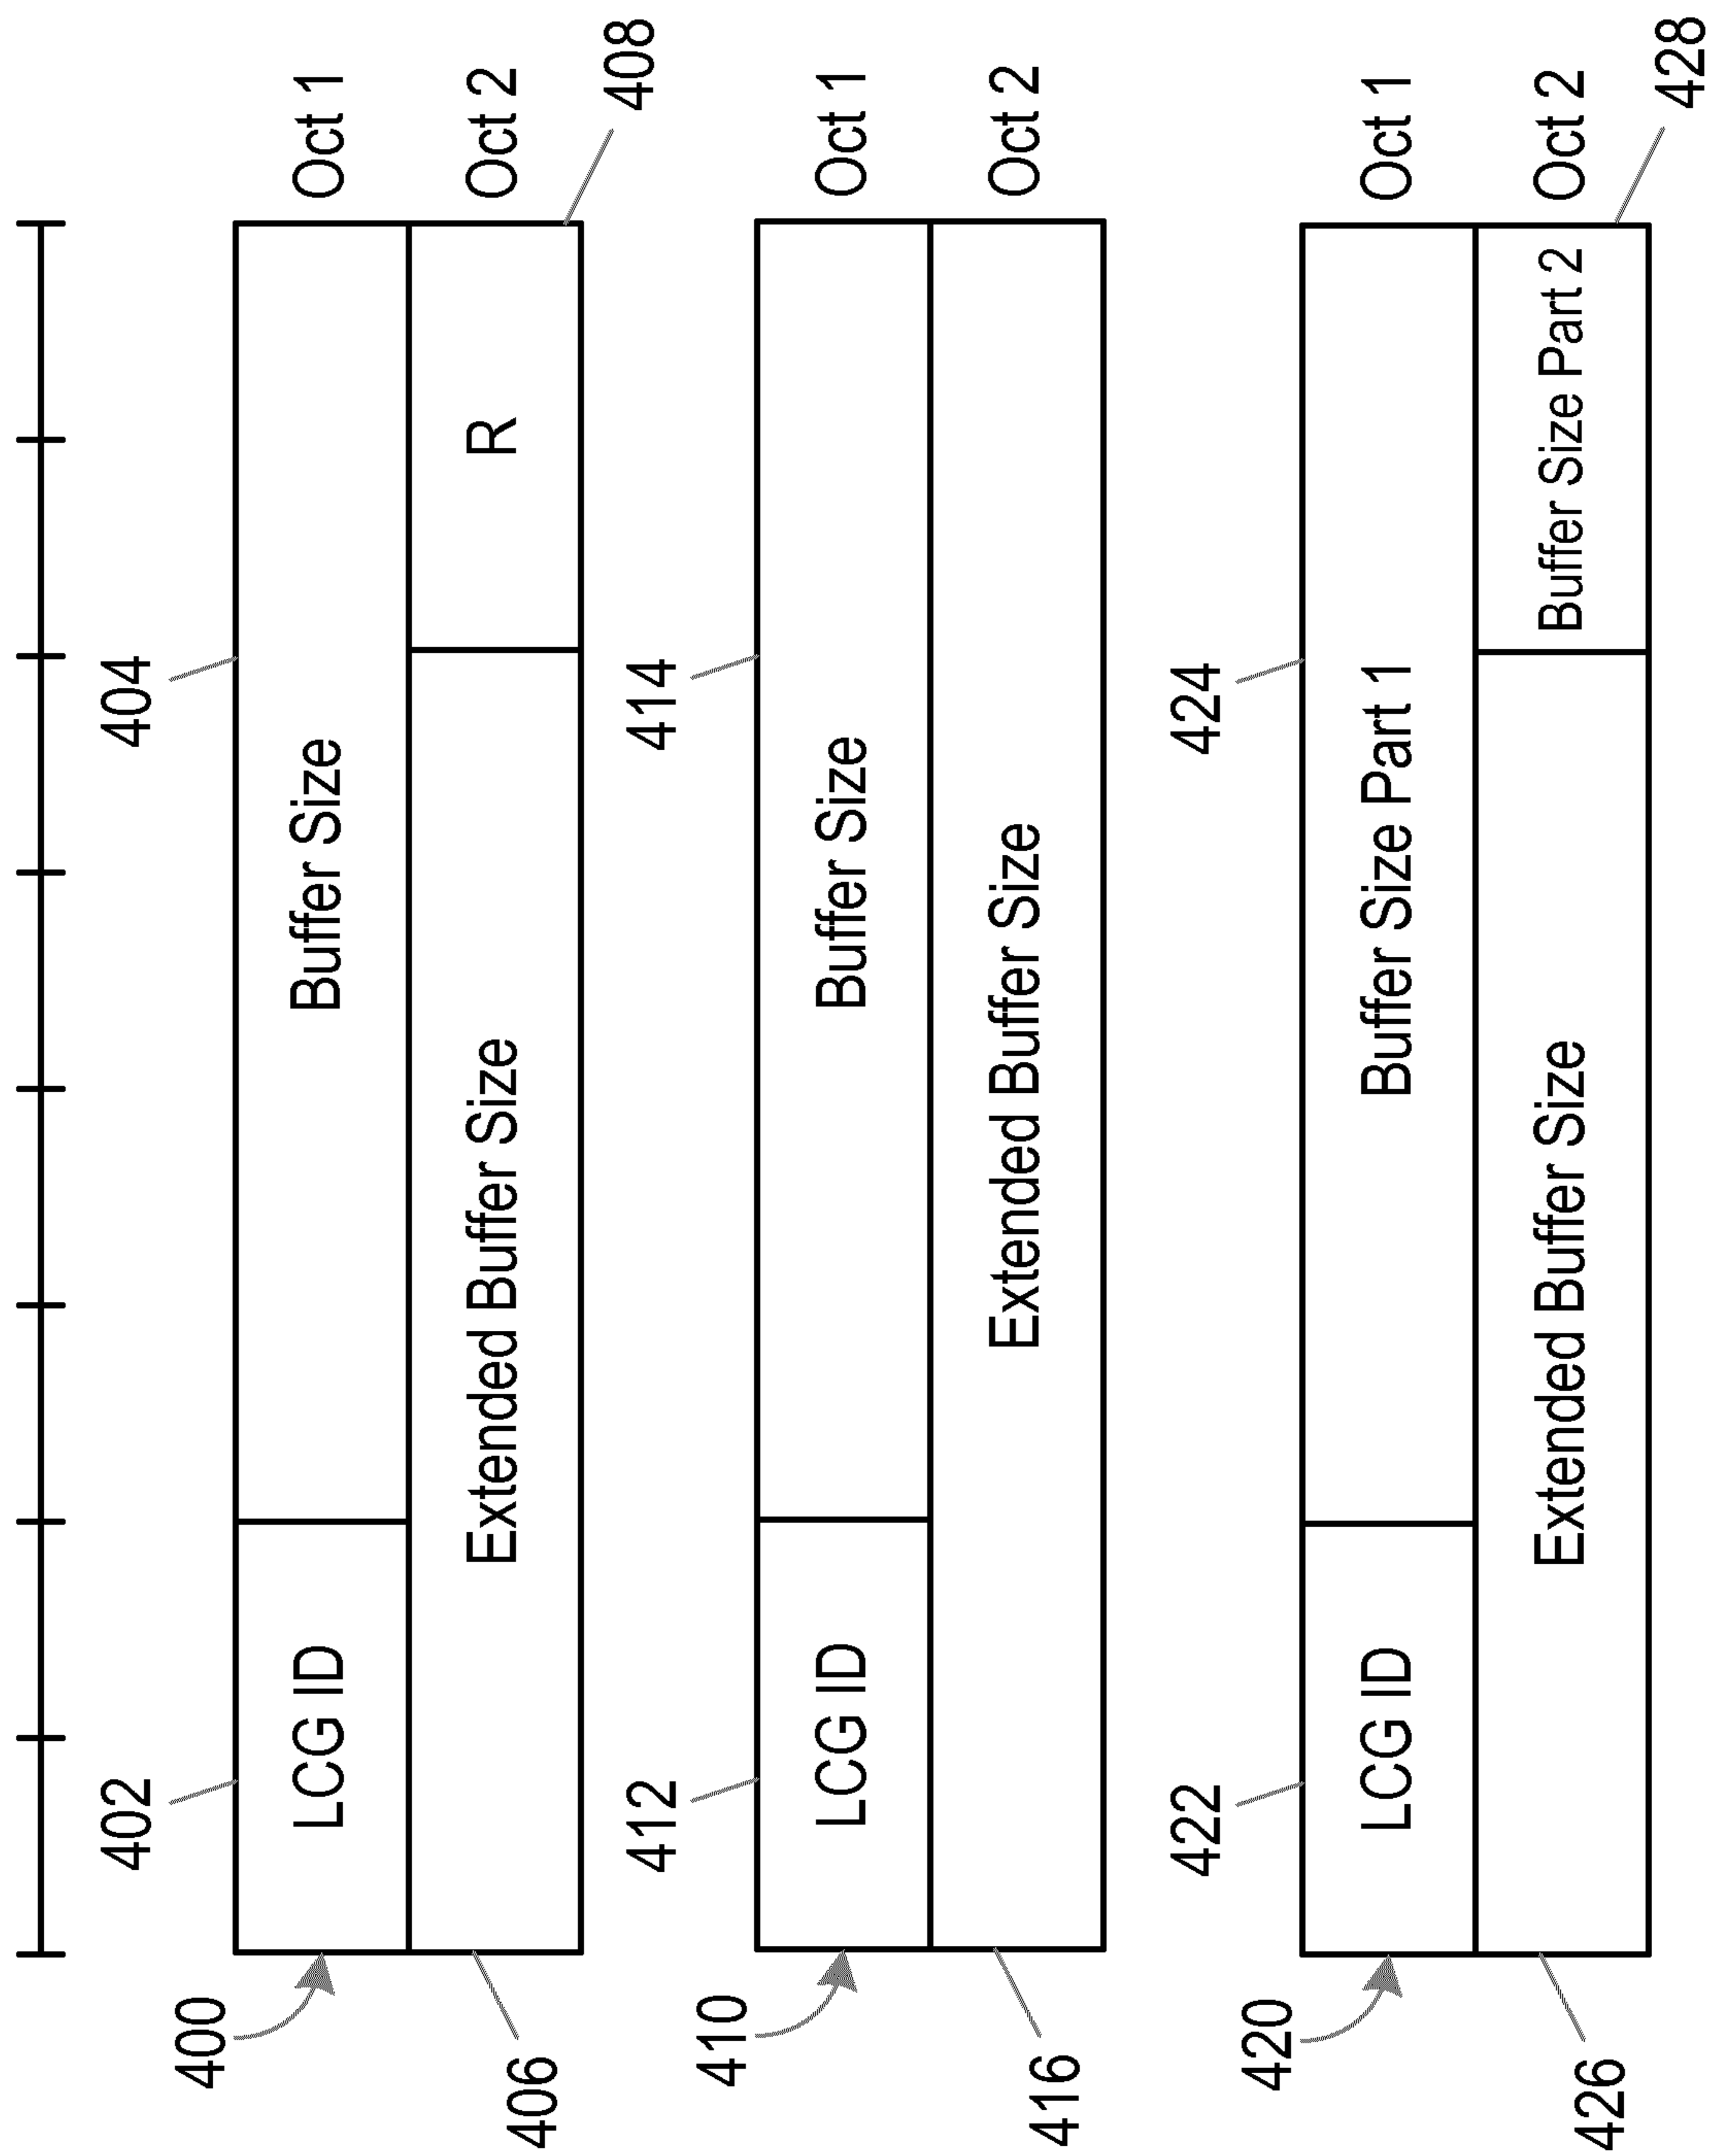 402
404
400
LCG ID
Buffer Size
Oct 1
406
Extended Buffer Size
R
Oct 2
408
412
414
410
LCG ID
Buffer Size
Oct 1
416
Extended Buffer Size
Oct 2
422
424
420
LCG ID
Buffer Size Part 1
Oct 1
426
Extended Buffer Size
Buffer Size Part 2
Oct 2
428